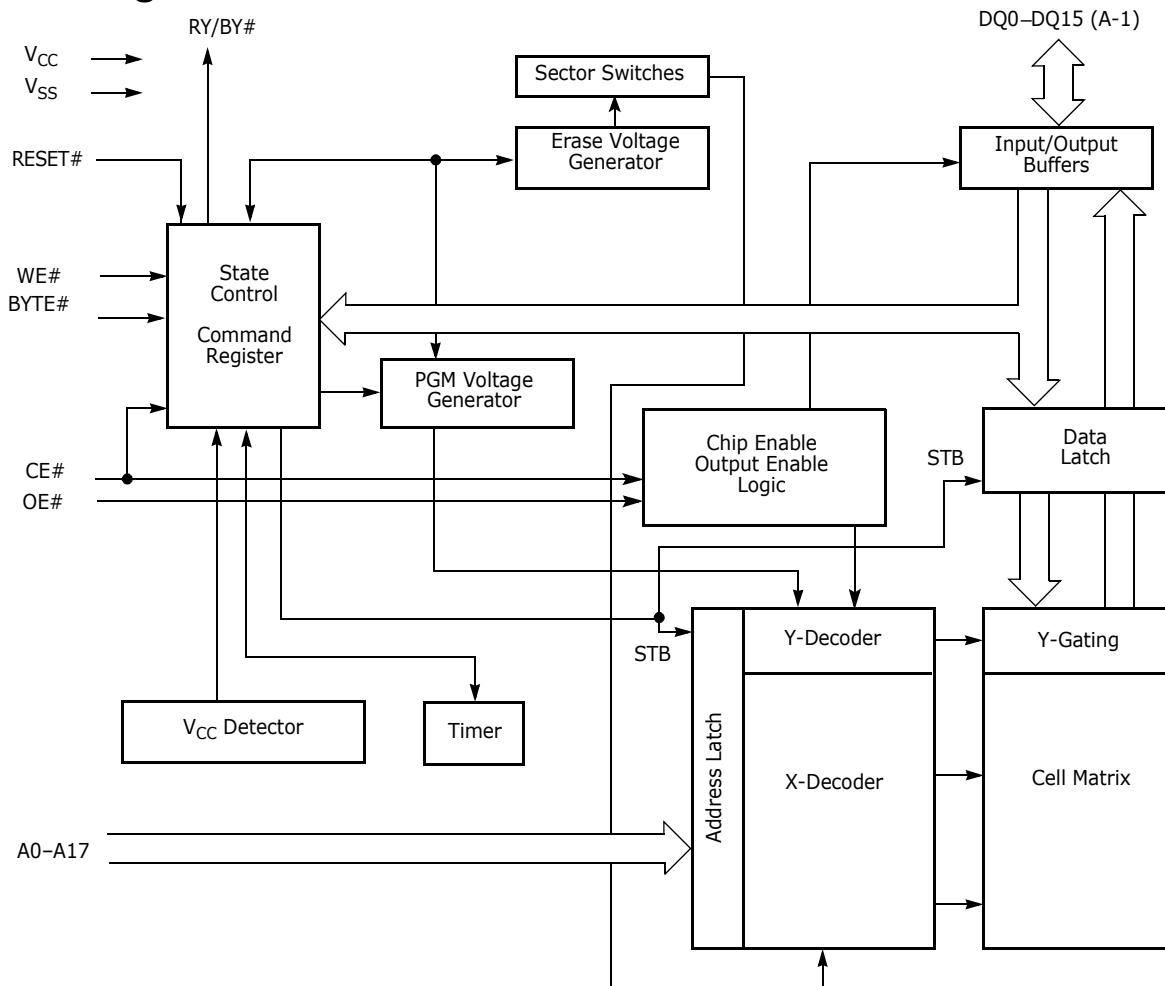 RY/BY#
DQ0–DQ15 (A-1)
VCC
VSS
Sector Switches
Erase Voltage
Generator
Input/Output
Buffers
RESET#
WE#
BYTE#
State
Control
Command
Register
PGM Voltage
Generator
Chip Enable
Output Enable
Logic
Data
Latch
STB
CE#
OE#
STB
Y-Decoder
Y-Gating
VCC Detector
Timer
Address Latch
X-Decoder
Cell Matrix
A0–A17